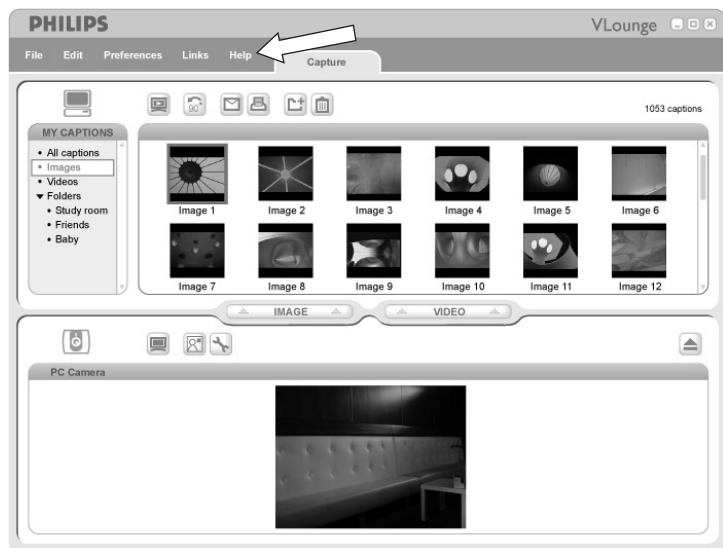 PHILIPS
VLounge
File Edit Preferences Links Help
Capture
90°
1053 captions
MY CAPTIONS
• All captions
• Images
• Videos
▼ Folders
• Study room
• Friends
• Baby
Image 1 Image 2 Image 3 Image 4 Image 5 Image 6
Image 7 Image 8 Image 9 Image 10 Image 11 Image 12
IMAGE VIDEO
PC Camera